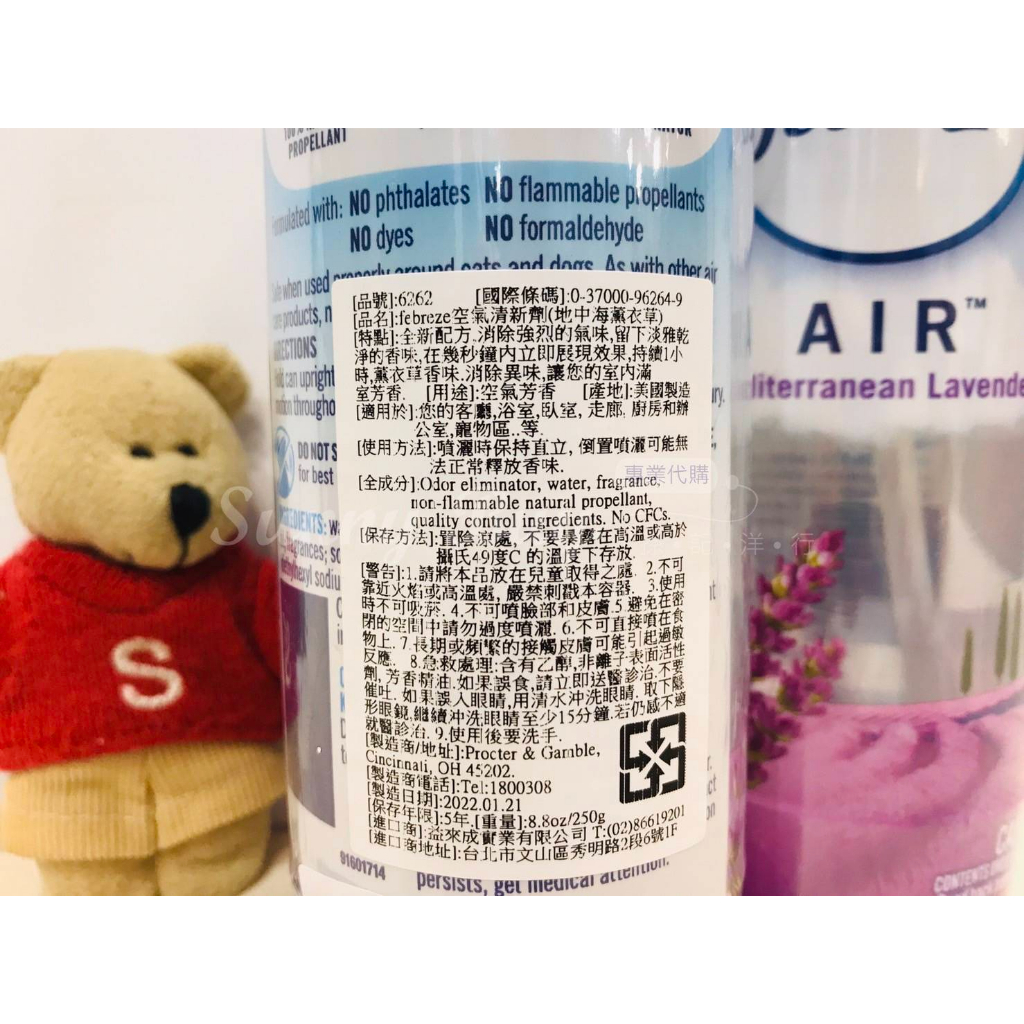 PROPELLANT
Formulated with: NO phthalates NO flammable propellants
NO dyes NO formaldehyde
when used properly around cats and dogs. As with other air
products,
DIRECTIONS
can upright
DO NOT
for best
INGREDIENTS:
fragrances;
[品號]:6262 [國際條碼]:0-37000-96264-9
[品名]:febreze空氣清新劑(地中海薰衣草)
[特點]:全新配方,消除強烈的氣味,留下淡雅乾
淨的香味,在幾秒鐘內立即展現效果,持續1小
時,薰衣草香味.消除異味,讓您的室內滿
室芳香. [用途]:空氣芳香 [產地]:美國製造
[適用於]:您的客廳,浴室,臥室, 走廊, 廚房和辦
公室,寵物區..等.
[使用方法]:噴灑時保持直立, 倒置噴灑可能無
法正常釋放香味.
[全成分]:Odor eliminator, water, fragrance,
non-flammable natural propellant,
quality control ingredients. No CFCs.
[保存方法]:置陰涼處, 不要暴露在高溫或高於
攝氏49度C 的溫度下存放.
[警告]:1.請將本品放在兒童取得之處. 2.不可
靠近火焰或高溫處, 嚴禁刺戳本容器. 3.使用
時不可吸菸. 4.不可噴臉部和皮膚.5 避免在密
閉的空間中請勿過度噴灑. 6.不可直接噴在食
物上. 7.長期或頻繁的接觸皮膚可能引起過敏
反應. 8.急救處理:含有乙醇,非離子表面活性
劑, 芳香精油.如果誤食,請立即送醫診治.不要
催吐. 如果誤入眼睛,用清水沖洗眼睛. 取下隱
形眼鏡.繼續沖洗眼睛至少15分鐘.若仍感不適
就醫診治. 9.使用後要洗手.
[製造商/地址]:Procter & Gamble,
Cincinnali, OH 45202.
[製造商電話]:Tel:1800308
[製造日期]:2022.01.21
[保存年限]:5年.[重量]:8.8oz/250g
[進口商]:益來成實業有限公司 T:(02)86619201
[進口商地址]:台北市文山區秀明路2段6號1F
91601714
persists, get medical attention.
AIR™
Mediterranean Lavender
S
專業代購
記·洋·行